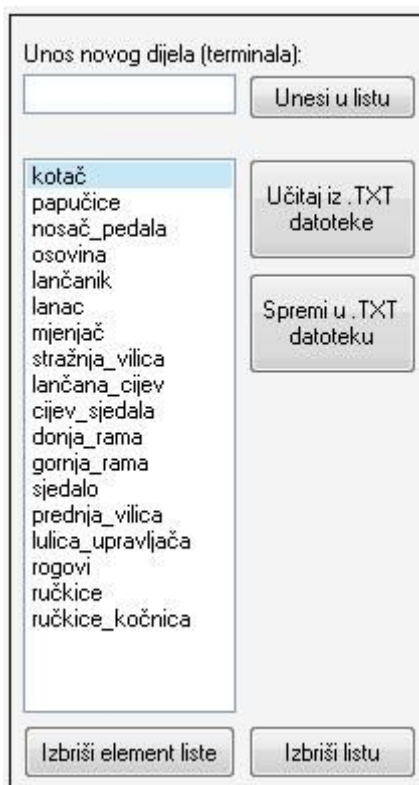 Unos novog dijela (terminala):
Unesi u listu
kotač
papučice
nosač_pedala
osovina
lančanik
lanac
mjenjač
stražnja_vilica
lančana_cijev
cijev_sjedala
donja_rama
gornja_rama
sjedalo
prednja_vilica
lulica_upravljača
rogovi
ručkice
ručkice_kočnica
Učitaj iz .TXT
datoteke
Spremi u .TXT
datoteku
Izbriši element liste
Izbriši listu